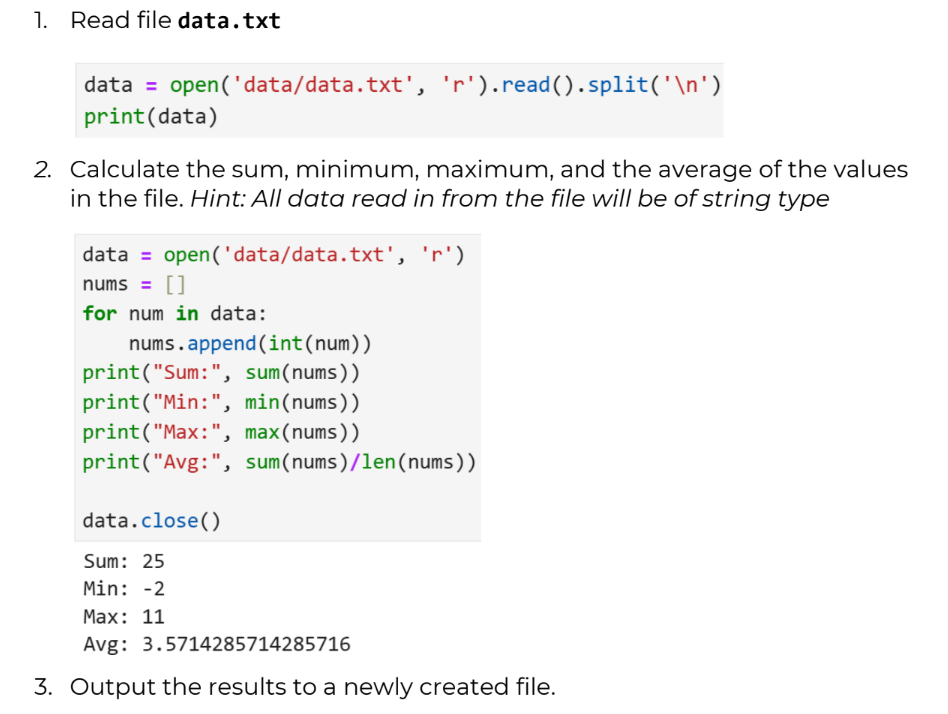 1. Read file data.txt
data = open('data/data.txt', 'r').read().split('\n')
print(data)
2. Calculate the sum, minimum, maximum, and the average of the values
in the file. Hint: All data read in from the file will be of string type
data = open('data/data.txt', 'r')
nums = []
for num in data:
    nums.append(int(num))
print("Sum:", sum(nums))
print("Min:", min(nums))
print("Max:", max(nums))
print("Avg:", sum(nums)/len(nums))
data.close()
Sum: 25
Min: -2
Max: 11
Avg: 3.5714285714285716
3. Output the results to a newly created file.